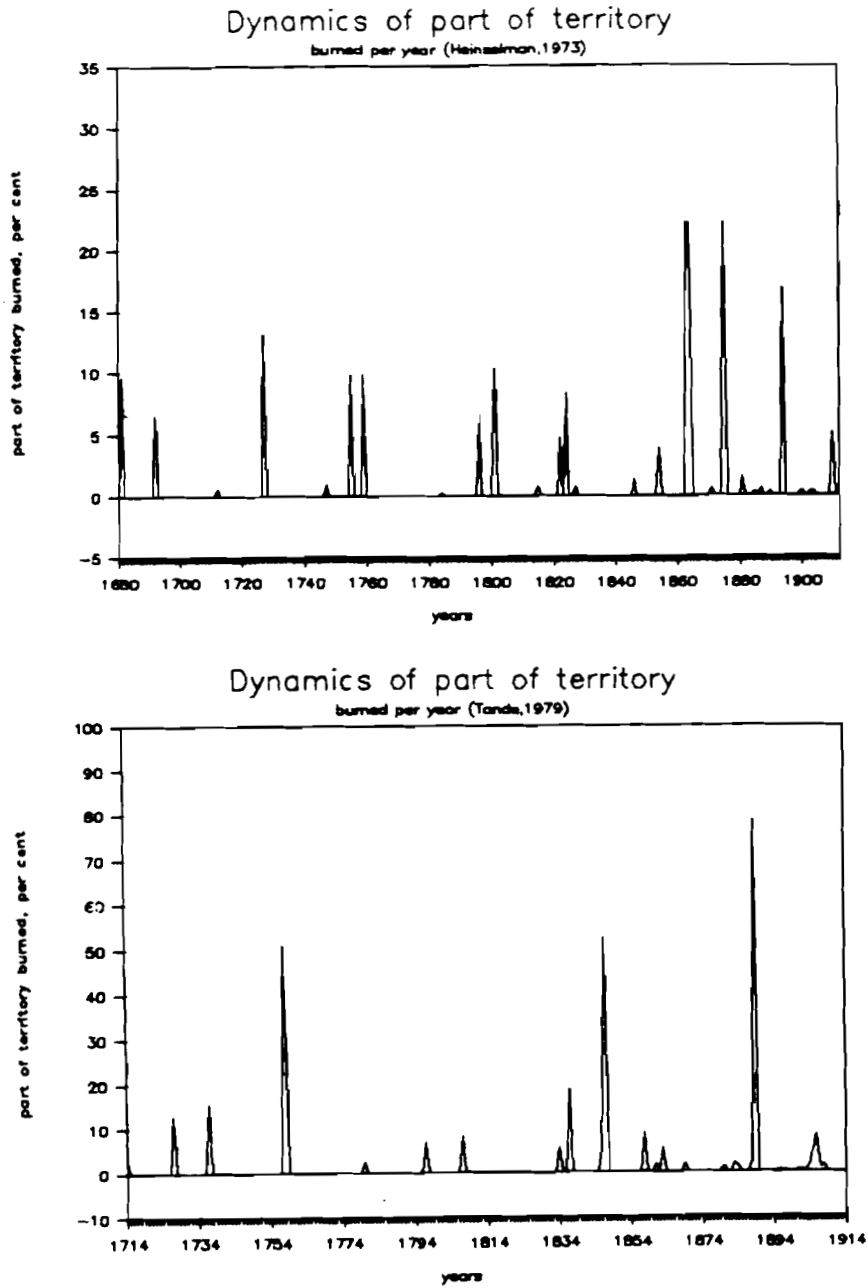 Dynamics of part of territory
burned per year (Heinselman,1973)
part of territory burned, per cent
35
30
25
20
15
10
5
0
-5
1680 1700 1720 1740 1760 1780 1800 1820 1840 1860 1880 1900
years
Dynamics of part of territory
burned per year (Tande,1979)
part of territory burned, per cent
100
90
80
70
60
50
40
30
20
10
0
-10
1714 1734 1754 1774 1794 1814 1834 1854 1874 1894 1914
years